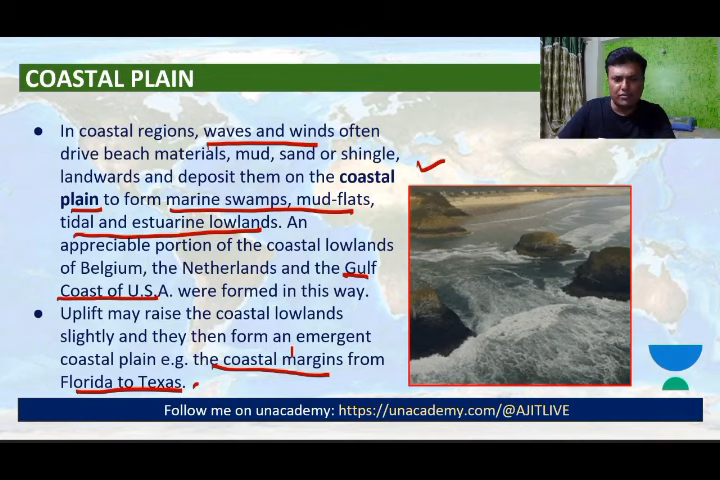 COASTAL PLAIN
● In coastal regions, waves and winds often
drive beach materials, mud, sand or shingle,
landwards and deposit them on the coastal
plain to form marine swamps, mud-flats,
tidal and estuarine lowlands. An
appreciable portion of the coastal lowlands
of Belgium, the Netherlands and the Gulf
Coast of U.S.A. were formed in this way.
● Uplift may raise the coastal lowlands
slightly and they then form an emergent
coastal plain e.g. the coastal margins from
Florida to Texas.
Follow me on unacademy: https://unacademy.com/@AJITLIVE